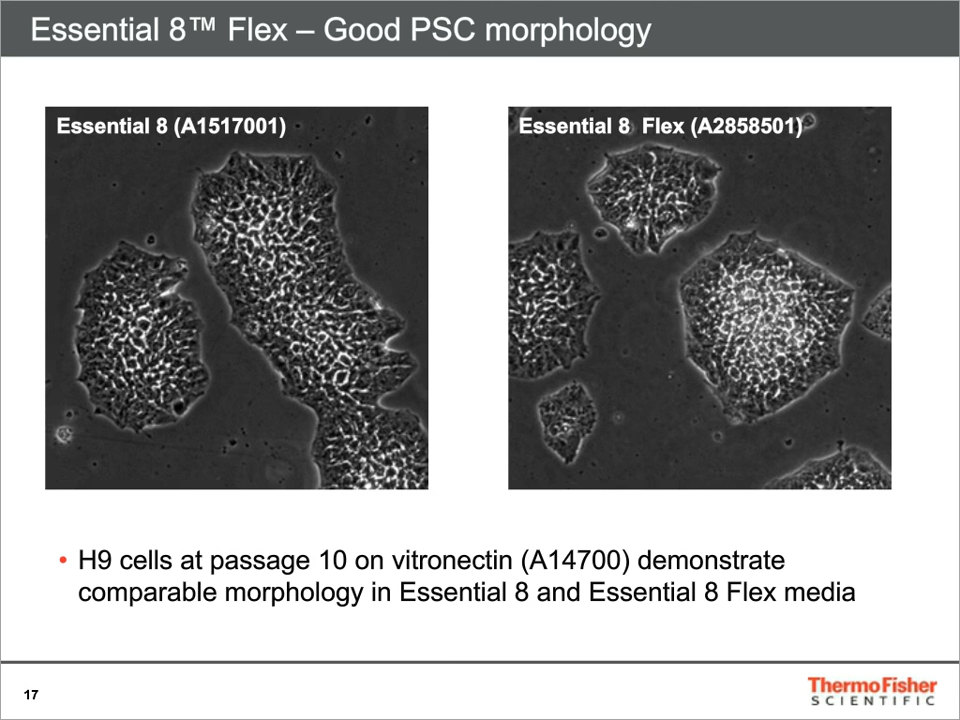 Essential 8™ Flex – Good PSC morphology
Essential 8 (A1517001)
Essential 8 Flex (A2858501)
• H9 cells at passage 10 on vitronectin (A14700) demonstrate
comparable morphology in Essential 8 and Essential 8 Flex media
17
ThermoFisher
SCIENTIFIC